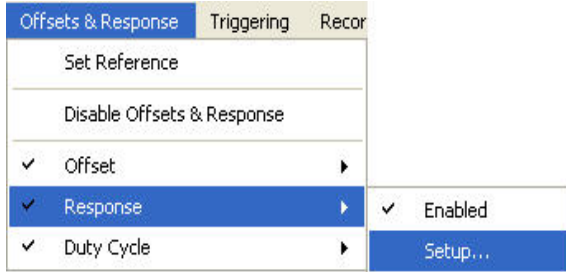 Offsets & Response Triggering Recor
Set Reference
Disable Offsets & Response
Offset
Response Enabled
Duty Cycle Setup...